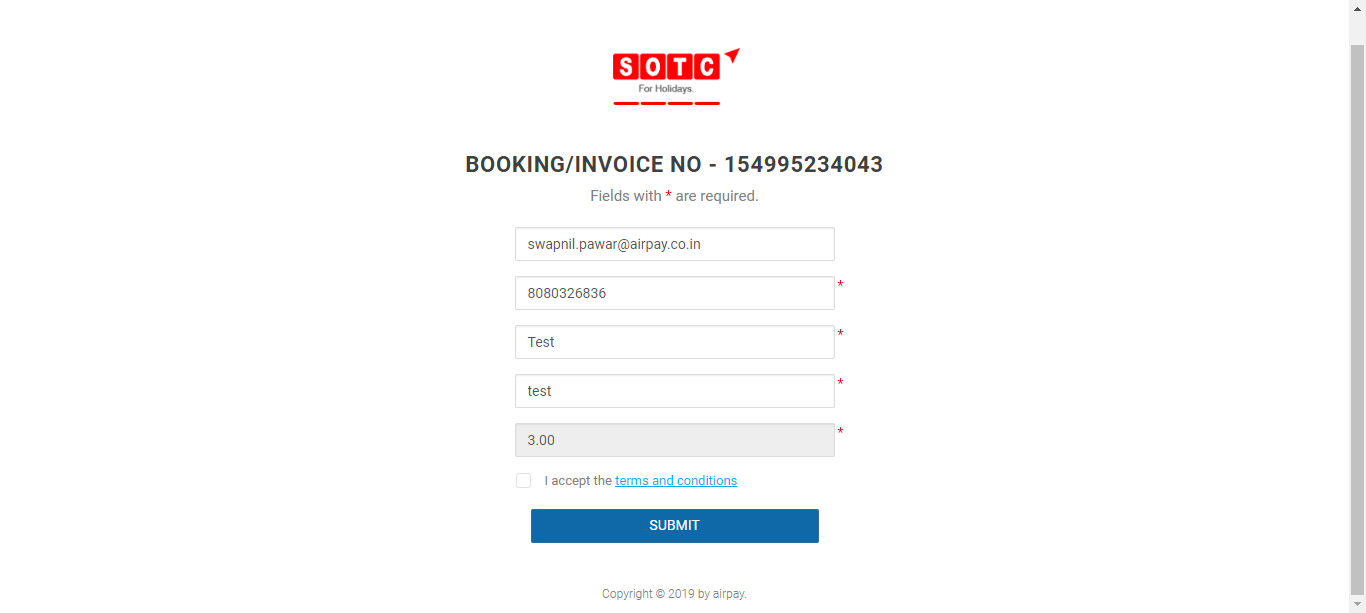 SOTC
For Holidays.
BOOKING/INVOICE NO - 154995234043
Fields with * are required.
swapnil.pawar@airpay.co.in
8080326836 *
Test *
test *
3.00 *
I accept the terms and conditions
SUBMIT
Copyright © 2019 by airpay.